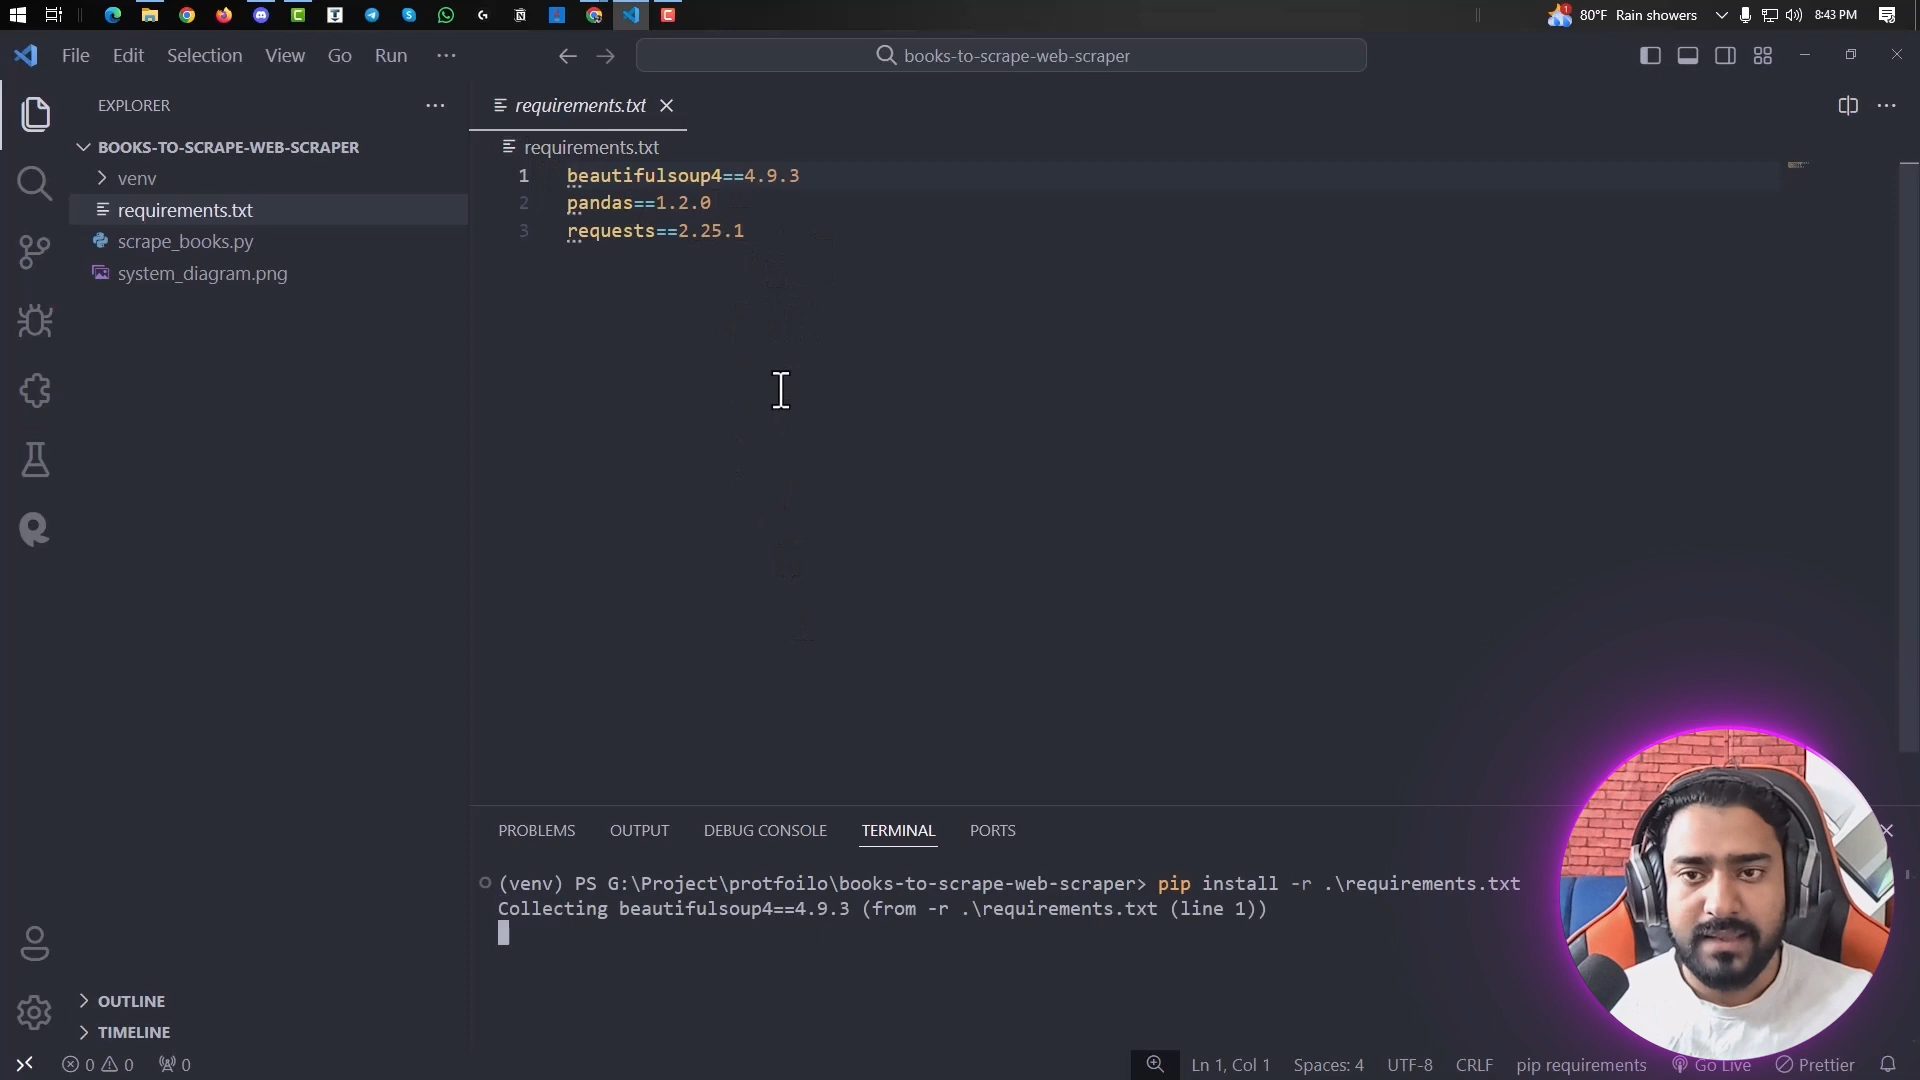 80°F Rain showers
8:43 PM
File Edit Selection View Go Run ···
books-to-scrape-web-scraper
EXPLORER
requirements.txt
BOOKS-TO-SCRAPE-WEB-SCRAPER
venv
requirements.txt
scrape_books.py
system_diagram.png
requirements.txt
1 beautifulsoup4==4.9.3
2 pandas==1.2.0
3 requests==2.25.1
PROBLEMS OUTPUT DEBUG CONSOLE TERMINAL PORTS
(venv) PS G:\Project\protfoilo\books-to-scrape-web-scraper> pip install -r .\requirements.txt
Collecting beautifulsoup4==4.9.3 (from -r .\requirements.txt (line 1))
OUTLINE
TIMELINE
0 0 0
Ln 1, Col 1 Spaces: 4 UTF-8 CRLF pip requirements Go Live Prettier